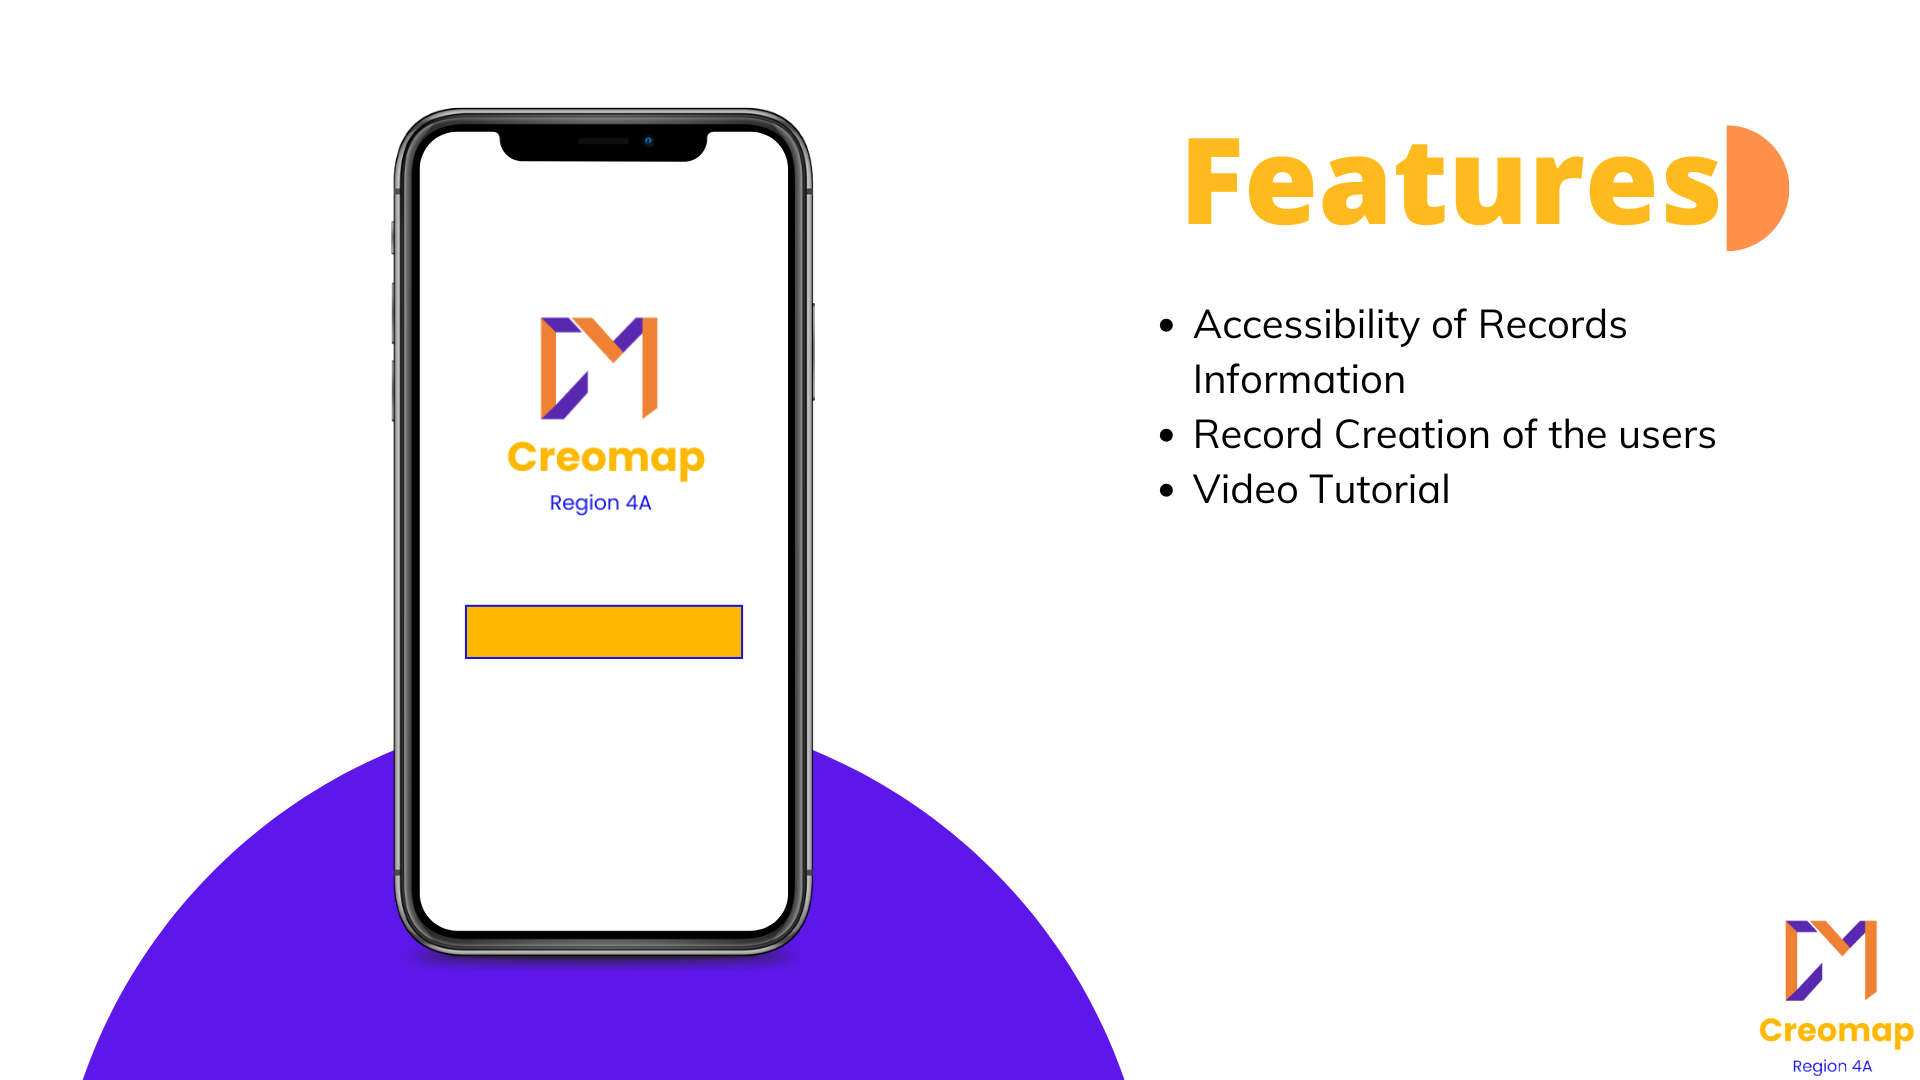 Creomap
Region 4A
Features
• Accessibility of Records
Information
• Record Creation of the users
• Video Tutorial
Creomap
Region 4A